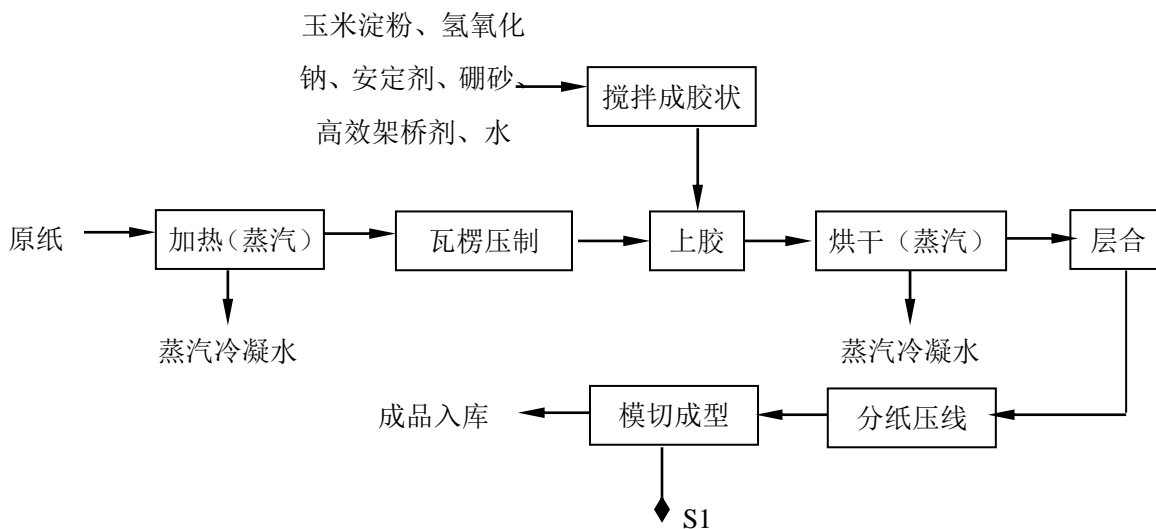 玉米淀粉、氢氧化
钠、安定剂、硼砂、
高效架桥剂、水
搅拌成胶状
原纸
加热（蒸汽）
瓦楞压制
上胶
烘干（蒸汽）
层合
蒸汽冷凝水
蒸汽冷凝水
成品入库
模切成型
分纸压线
S1